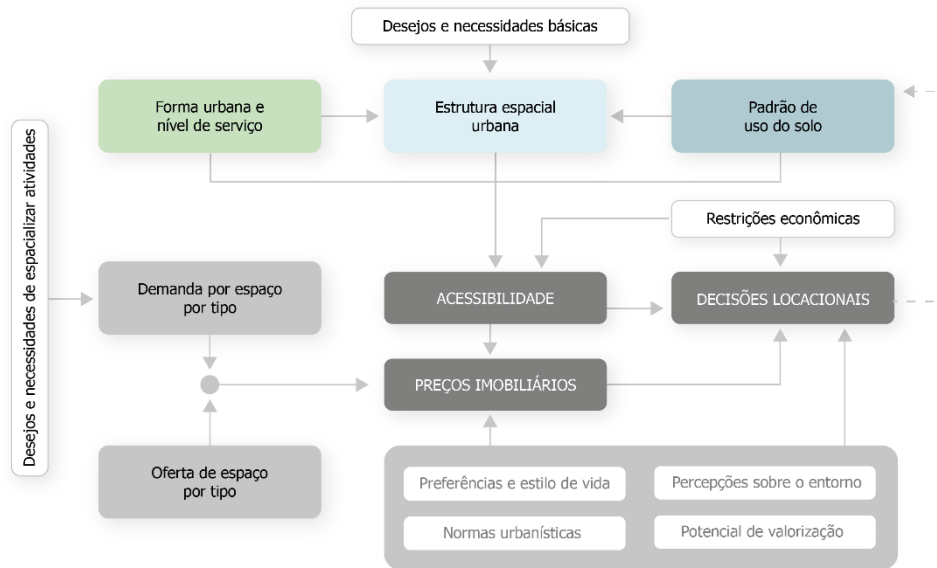 Desejos e necessidades básicas
Forma urbana e
nível de serviço
Estrutura espacial
urbana
Padrão de
uso do solo
Desejos e necessidades de espacializar atividades
Restrições econômicas
Demanda por espaço
por tipo
ACESSIBILIDADE
DECISÕES LOCACIONAIS
PREÇOS IMOBILIÁRIOS
Oferta de espaço
por tipo
Preferências e estilo de vida
Percepções sobre o entorno
Normas urbanísticas
Potencial de valorização